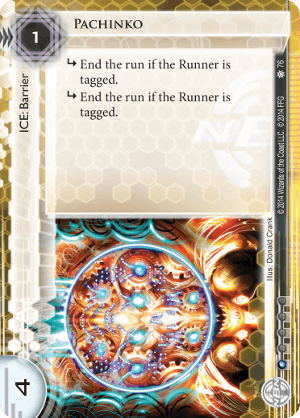 1
PACHINKO
ICE: Barrier
↳ End the run if the Runner is
tagged.
↳ End the run if the Runner is
tagged.
76
© 2014 Wizards of the Coast LLC. © 2014 FFG
Illus. Donald Crank
4